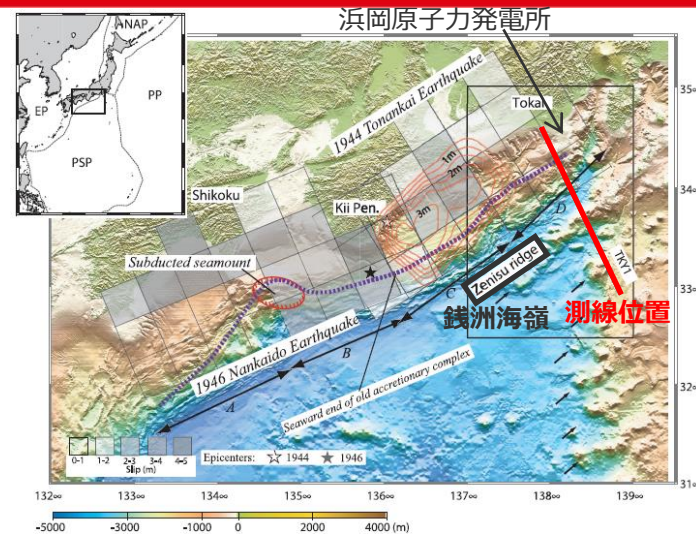 浜岡原子力発電所
NAP
EP
PP
PSP
1944 Tonankai Earthquake
Tokai
35∞
1m
2m
3m
34∞
Shikoku
Kii Pen.
Subducted seamount
D
TKY1
Zenisu ridge
C
銭洲海嶺
測線位置
33∞
1946 Nankaido Earthquake
B
A
Seaward end of old accretionary complex
32∞
0-1 1-2 2-3 3-4 4-5
Slip (m)
Epicenters: ☆ 1944 ★ 1946
31∞
132∞ 133∞ 134∞ 135∞ 136∞ 137∞ 138∞ 139∞
-5000 -3000 -1000 0 2000 4000 (m)